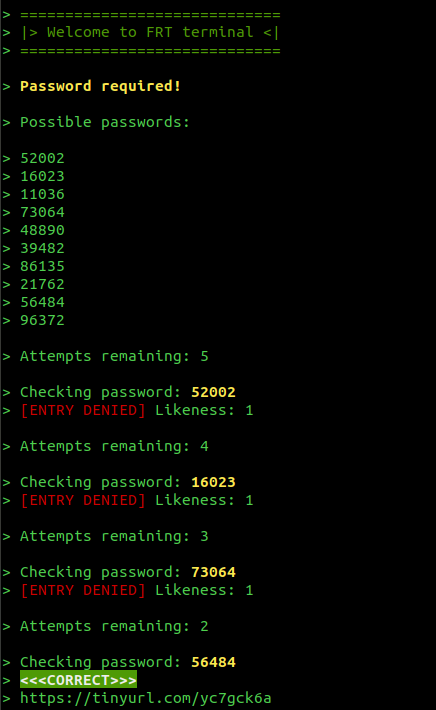 > =============================
> |> Welcome to FRT terminal <|
> =============================
> Password required!
> Possible passwords:
> 52002
> 16023
> 11036
> 73064
> 48890
> 39482
> 86135
> 21762
> 56484
> 96372
> Attempts remaining: 5
> Checking password: 52002
> [ENTRY DENIED] Likeness: 1
> Attempts remaining: 4
> Checking password: 16023
> [ENTRY DENIED] Likeness: 1
> Attempts remaining: 3
> Checking password: 73064
> [ENTRY DENIED] Likeness: 1
> Attempts remaining: 2
> Checking password: 56484
> <<<CORRECT>>>
> https://tinyurl.com/yc7gck6a